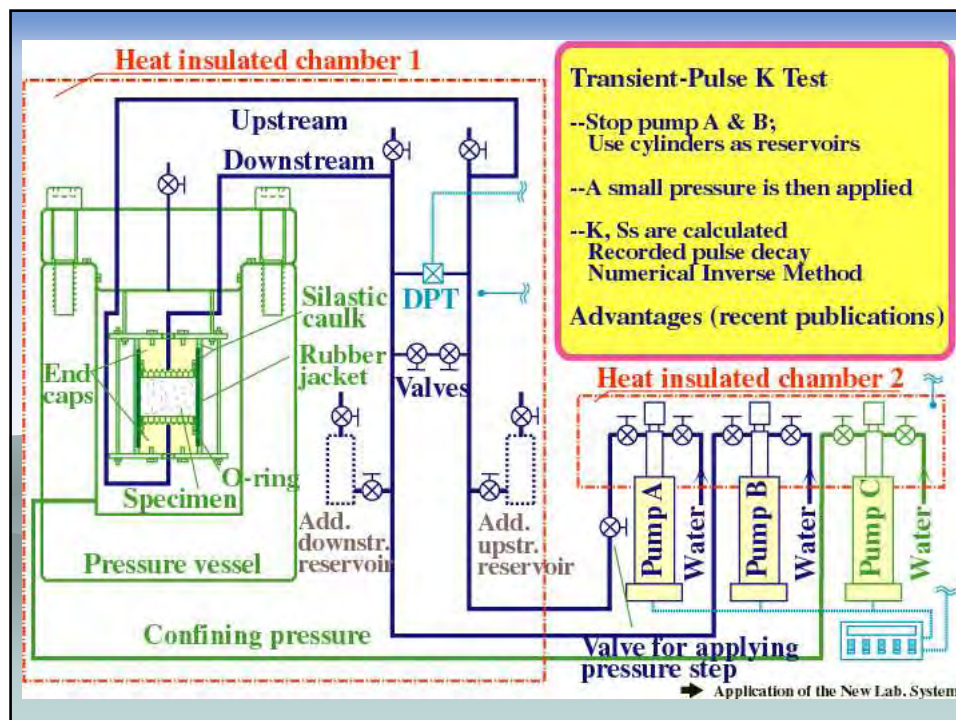 Heat insulated chamber 1
Upstream
Downstream
DPT
Silastic
caulk
Rubber
jacket
Valves
End
caps
O-ring
Specimen
Add.
downstr.
reservoir
Add.
upstr.
reservoir
Pressure vessel
Confining pressure
Transient-Pulse K Test
--Stop pump A & B;
Use cylinders as reservoirs
--A small pressure is then applied
--K, Ss are calculated
Recorded pulse decay
Numerical Inverse Method
Advantages (recent publications)
Heat insulated chamber 2
Pump A
Water
Pump B
Water
Pump C
Water
Valve for applying
pressure step
Application of the New Lab. System